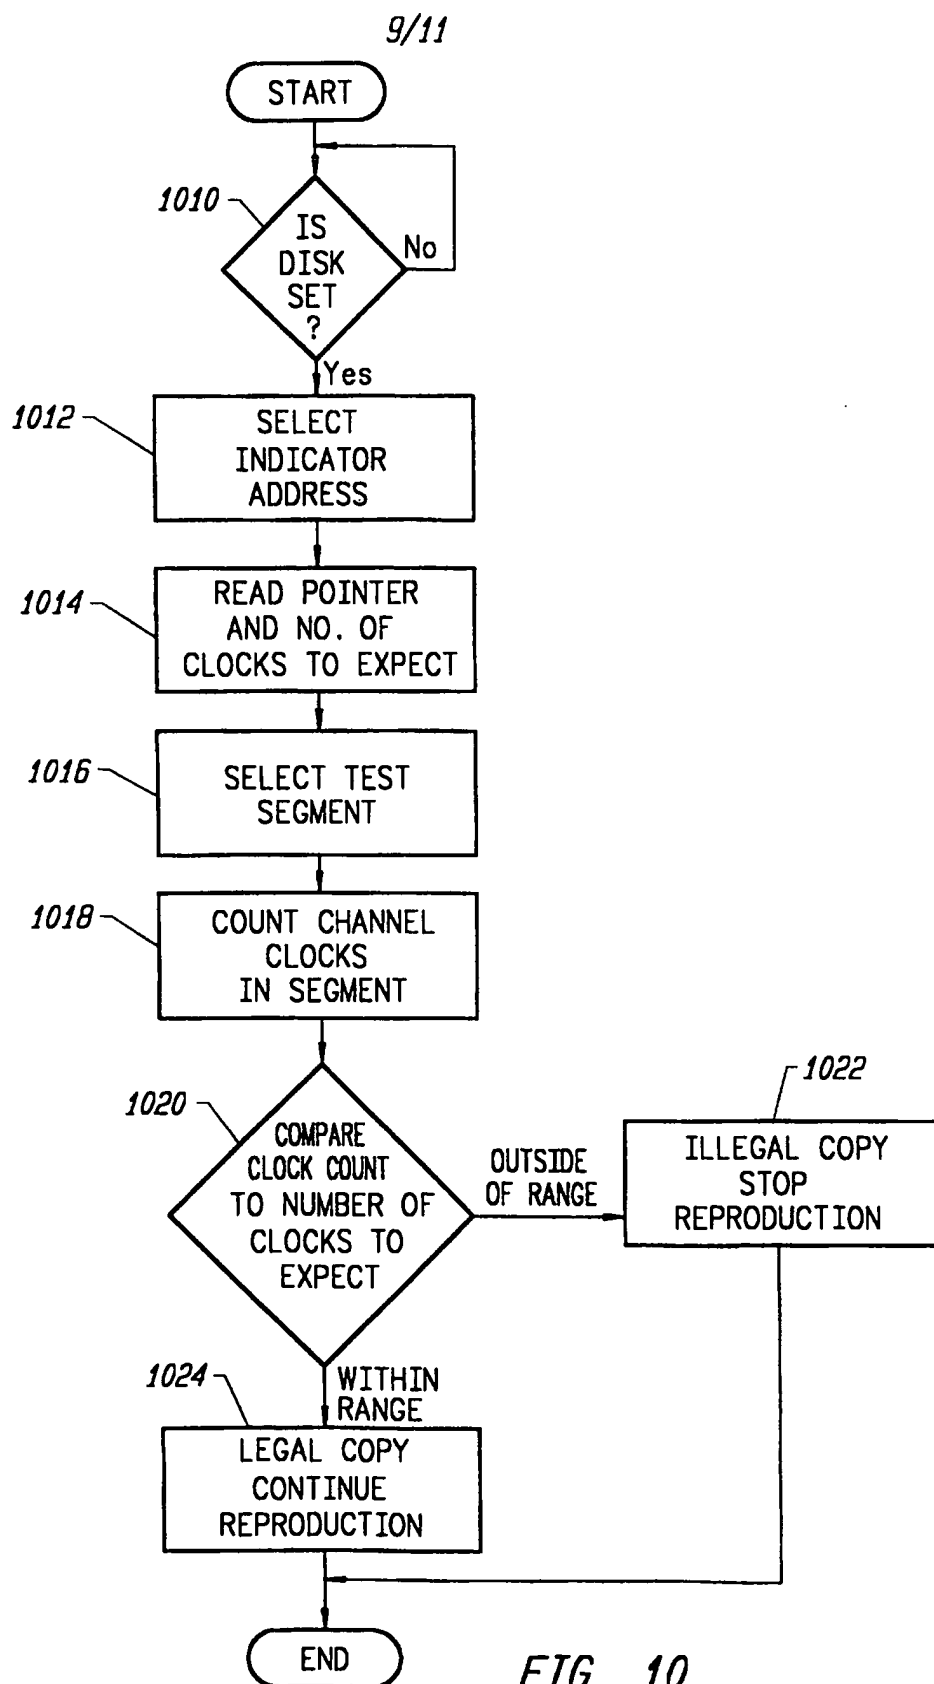 9/11
START
1010
IS
DISK
SET
?
No
Yes
1012
SELECT
INDICATOR
ADDRESS
1014
READ POINTER
AND NO. OF
CLOCKS TO EXPECT
1016
SELECT TEST
SEGMENT
1018
COUNT CHANNEL
CLOCKS
IN SEGMENT
1020
COMPARE
CLOCK COUNT
TO NUMBER OF
CLOCKS TO
EXPECT
OUTSIDE
OF RANGE
1022
ILLEGAL COPY
STOP
REPRODUCTION
WITHIN
RANGE
1024
LEGAL COPY
CONTINUE
REPRODUCTION
END
FIG. 10